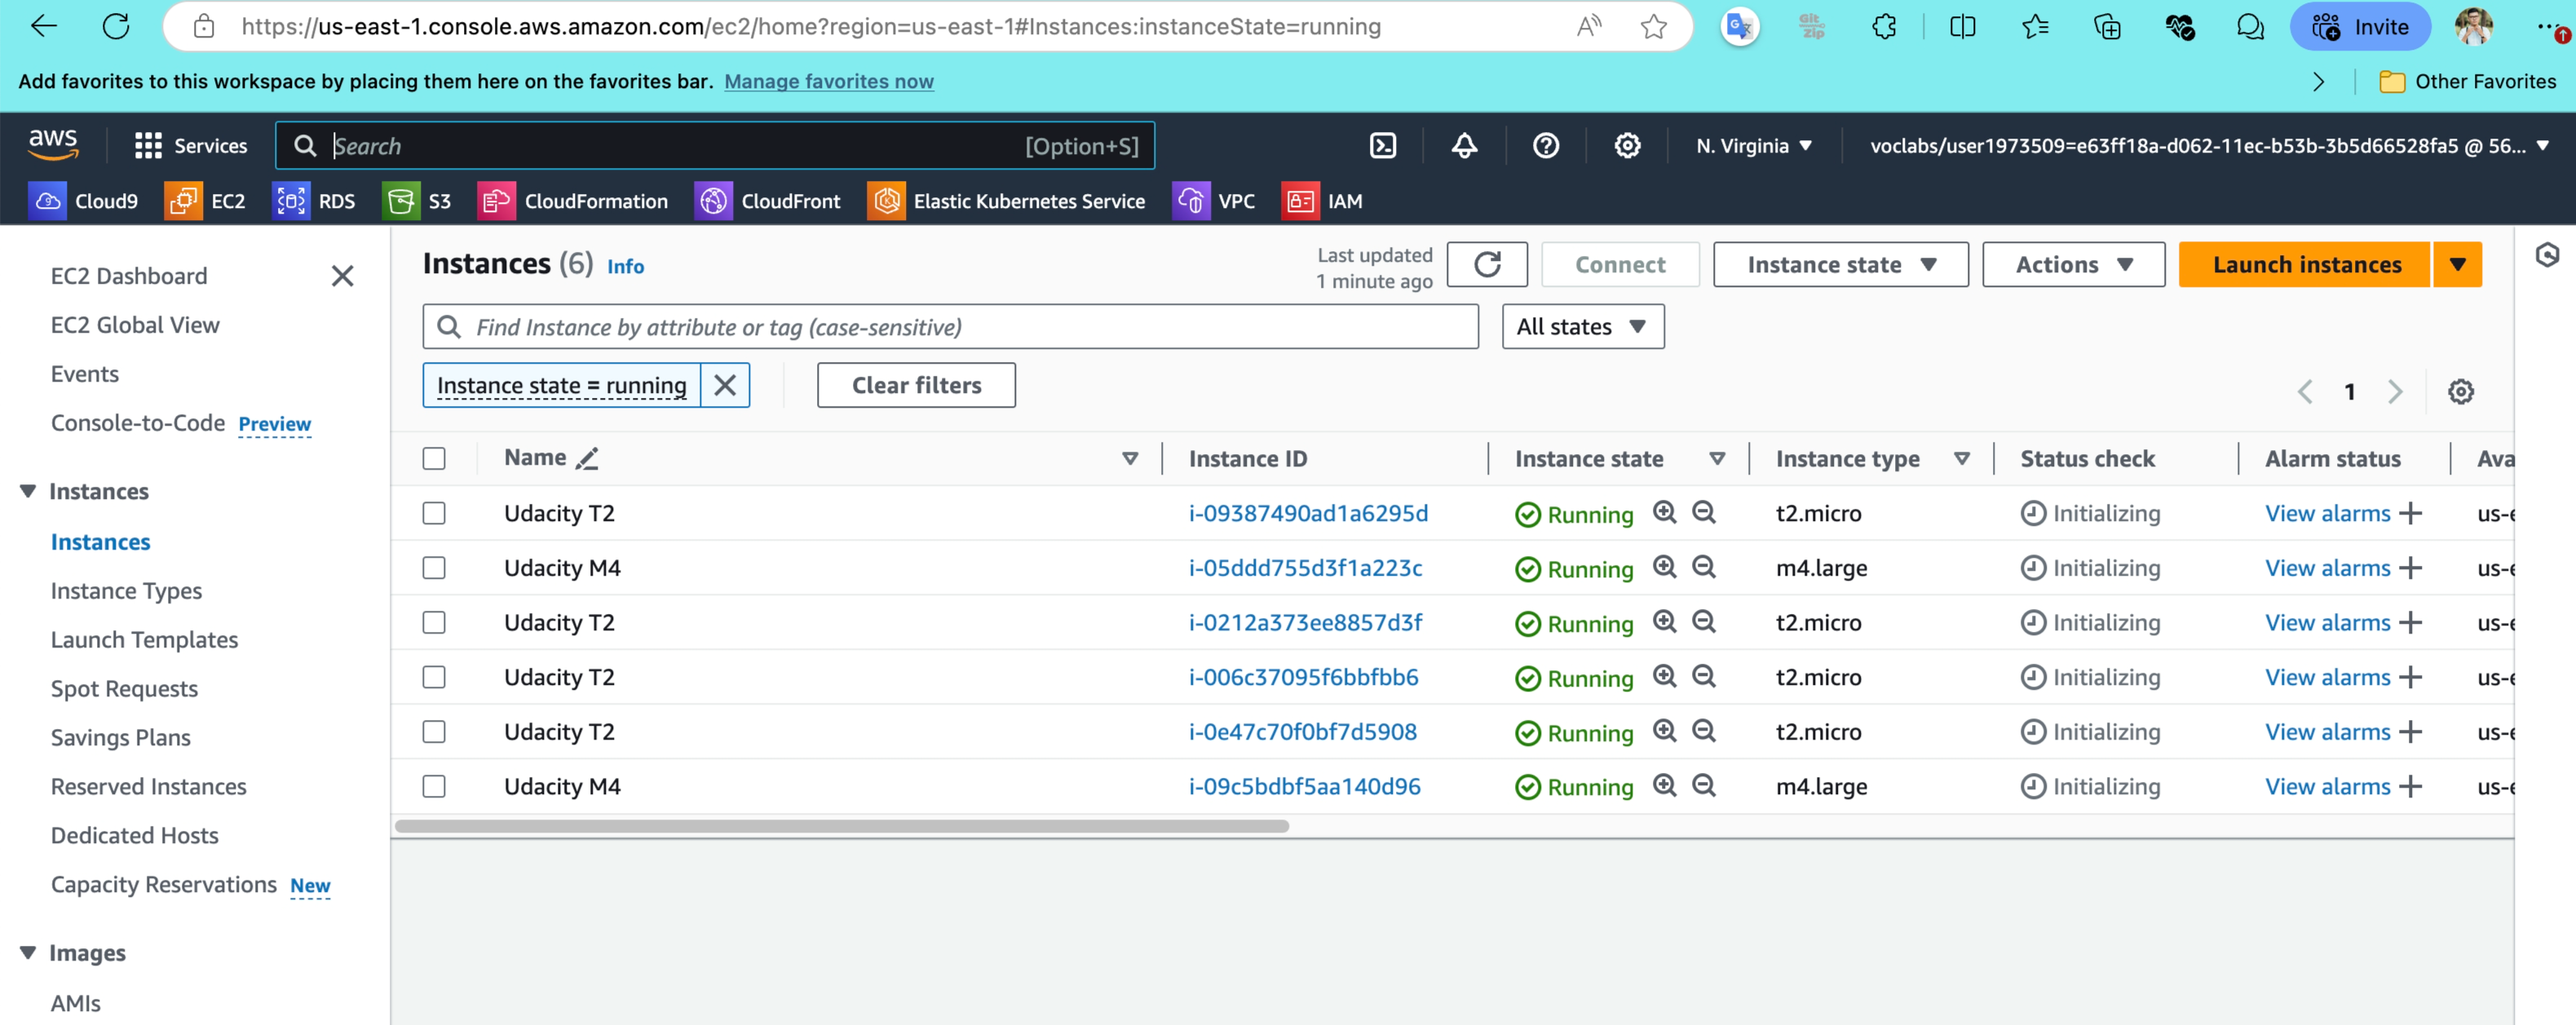 https://us-east-1.console.aws.amazon.com/ec2/home?region=us-east-1#Instances:instanceState=running
A
Git
Zip
Invite
Add favorites to this workspace by placing them here on the favorites bar. Manage favorites now
Other Favorites
aws Services Search [Option+S] N. Virginia voclabs/user1973509=e63ff18a-d062-11ec-b53b-3b5d66528fa5 @ 56...
Cloud9 EC2 RDS S3 CloudFormation CloudFront Elastic Kubernetes Service VPC IAM
EC2 Dashboard
EC2 Global View
Events
Console-to-Code Preview
Instances
Instances
Instance Types
Launch Templates
Spot Requests
Savings Plans
Reserved Instances
Dedicated Hosts
Capacity Reservations New
Images
AMIs
Instances (6) Info
Last updated
1 minute ago
Connect Instance state Actions Launch instances
Find Instance by attribute or tag (case-sensitive) All states
Instance state = running Clear filters 1
Name Instance ID Instance state Instance type Status check Alarm status Ava
Udacity T2 i-09387490ad1a6295d Running t2.micro Initializing View alarms + us-e
Udacity M4 i-05ddd755d3f1a223c Running m4.large Initializing View alarms + us-e
Udacity T2 i-0212a373ee8857d3f Running t2.micro Initializing View alarms + us-e
Udacity T2 i-006c37095f6bbfbb6 Running t2.micro Initializing View alarms + us-e
Udacity T2 i-0e47c70f0bf7d5908 Running t2.micro Initializing View alarms + us-e
Udacity M4 i-09c5bdbf5aa140d96 Running m4.large Initializing View alarms + us-e